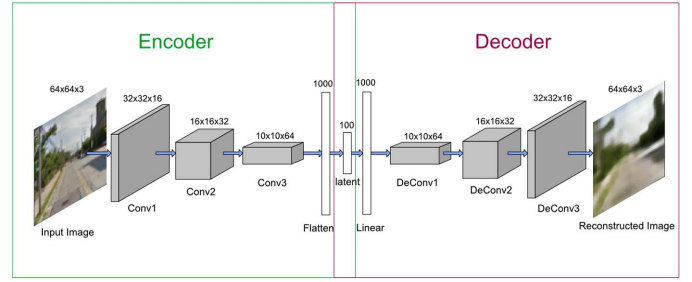 Encoder
Decoder
64x64x3
32x32x16
16x16x32
10x10x64
1000
100
1000
10x10x64
16x16x32
32x32x16
64x64x3
Input Image
Conv1
Conv2
Conv3
Flatten
latent
Linear
DeConv1
DeConv2
DeConv3
Reconstructed Image